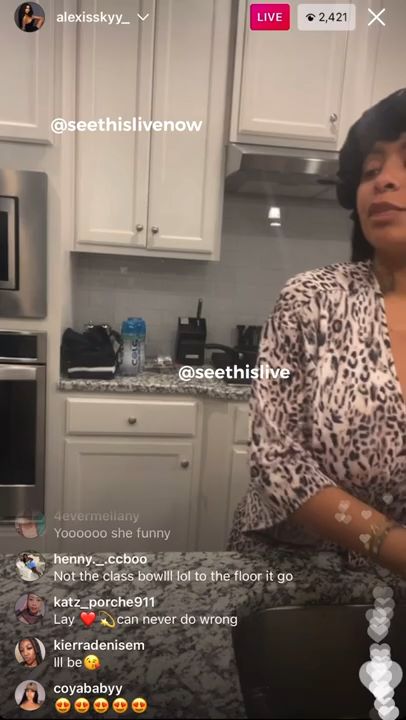 alexisskyy_
LIVE
2,421
@seethislivenow
@seethislive
4evermellany
Yoooooo she funny
henny._.ccboo
Not the class bowlll lol to the floor it go
katz_porche911
Lay ❤️💫can never do wrong
kierradenisem
Ill be😘
coyababyy
😍😍😍😍😍